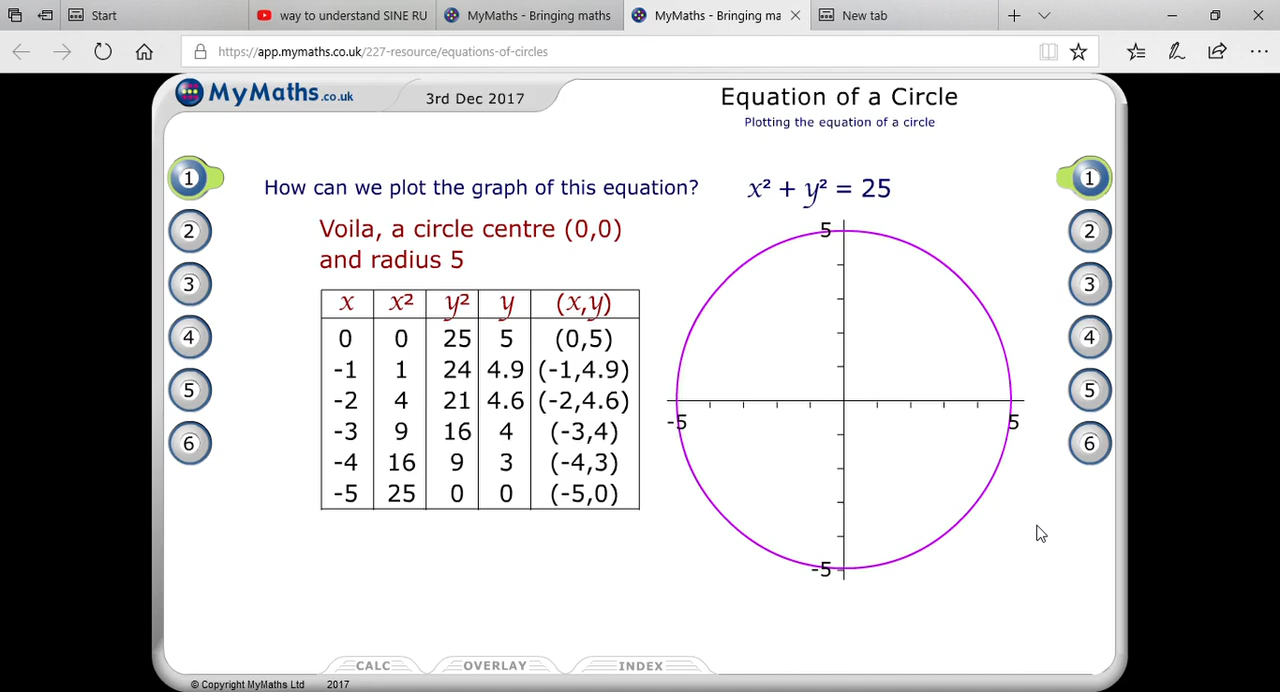 Start
way to understand SINE RU
MyMaths - Bringing maths
MyMaths - Bringing ma
New tab
https://app.mymaths.co.uk/227-resource/equations-of-circles
MyMaths.co.uk
3rd Dec 2017
Equation of a Circle
Plotting the equation of a circle
How can we plot the graph of this equation? x² + y² = 25
Voila, a circle centre (0,0)
and radius 5
x x² y² y (x,y)
0 0 25 5 (0,5)
-1 1 24 4.9 (-1,4.9)
-2 4 21 4.6 (-2,4.6)
-3 9 16 4 (-3,4)
-4 16 9 3 (-4,3)
-5 25 0 0 (-5,0)
5
-5
5
-5
1
2
3
4
5
6
1
2
3
4
5
6
CALC
OVERLAY
INDEX
© Copyright MyMaths Ltd 2017